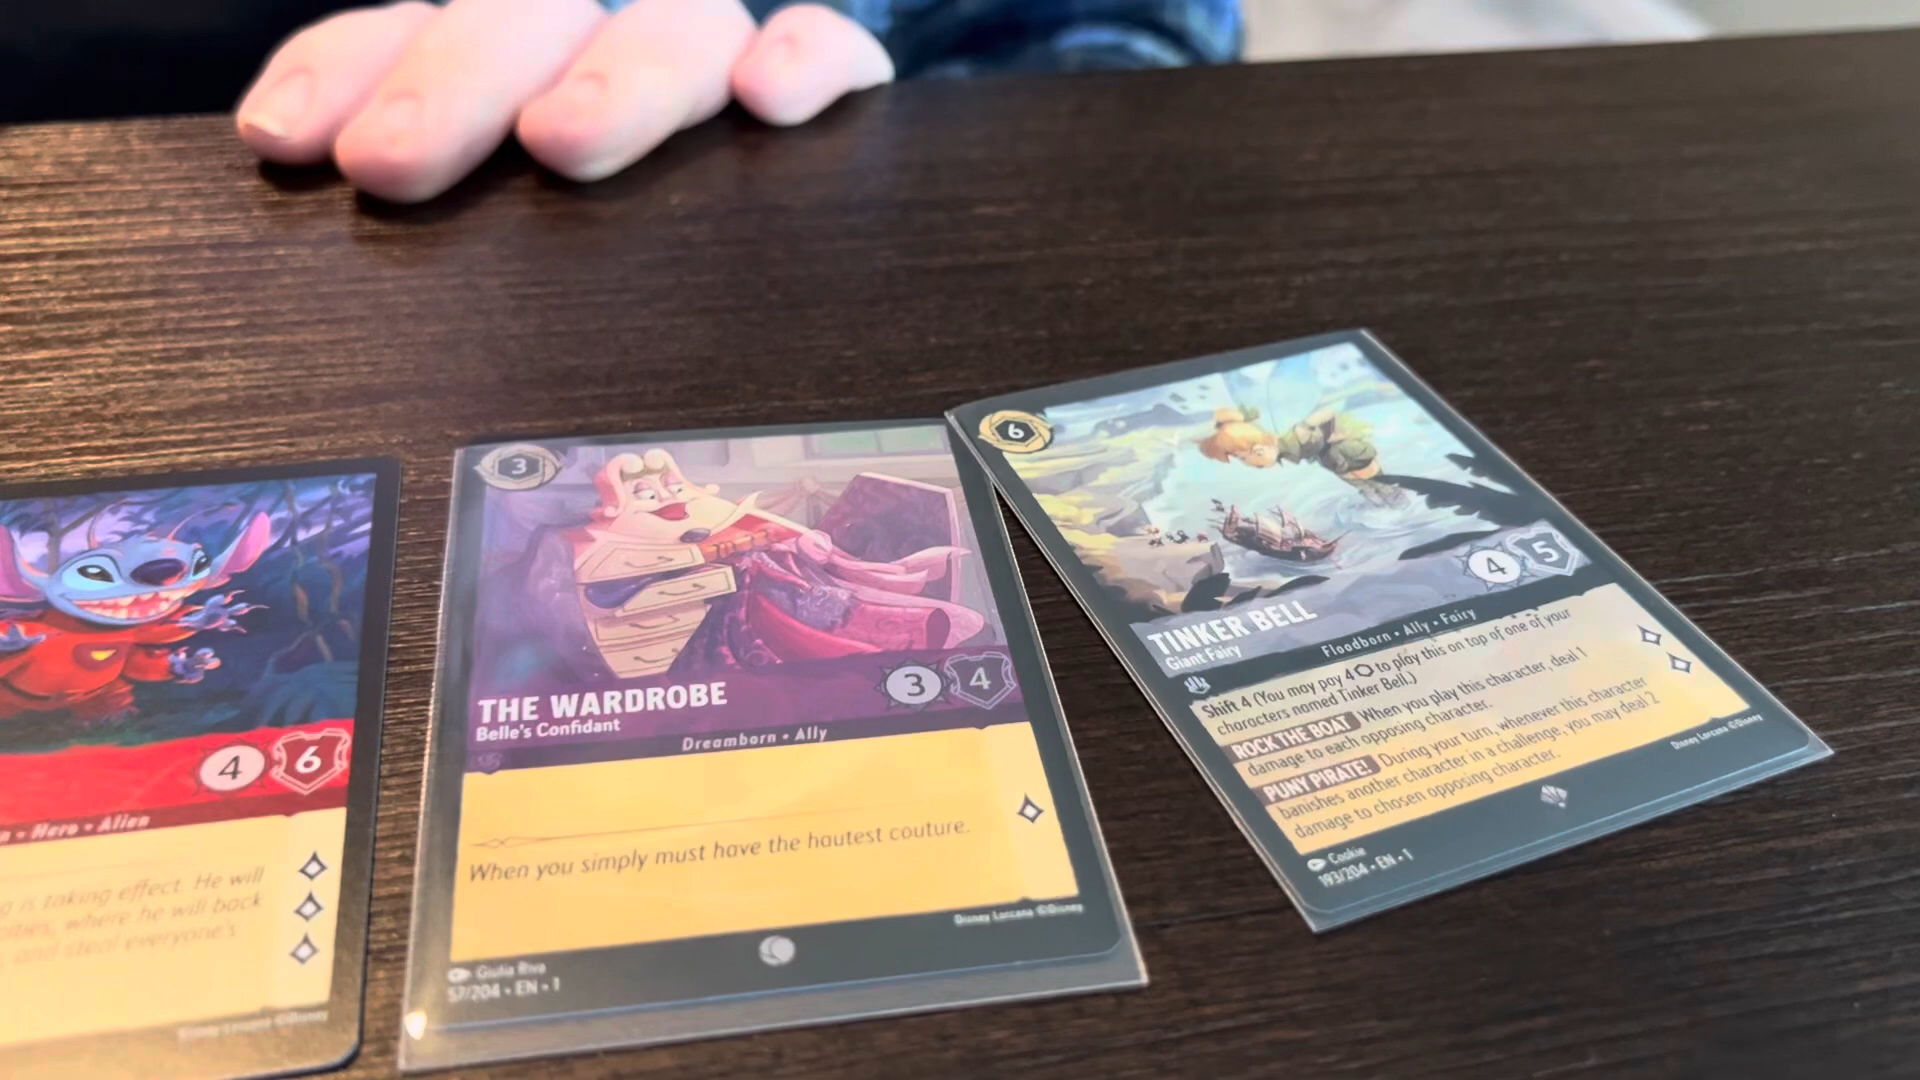 4 6
n • Hero • Alien
g is taking effect. He will
where he will back
and steal everyone's
Disney Lorcana ©Disney
3
3 4
THE WARDROBE
Belle's Confidant
Dreamborn • Ally
When you simply must have the hautest couture.
Disney Lorcana ©Disney
Giulia Riva
57/204 • EN • 1
6
4 5
TINKER BELL
Giant Fairy
Floodborn • Ally • Fairy
Shift 4 (You may pay 4 to play this on top of one of your
characters named Tinker Bell.)
ROCK THE BOAT When you play this character, deal 1
damage to each opposing character.
PUNY PIRATE! During your turn, whenever this character
banishes another character in a challenge, you may deal 2
damage to chosen opposing character.
Disney Lorcana ©Disney
Cookie
193/204 • EN • 1